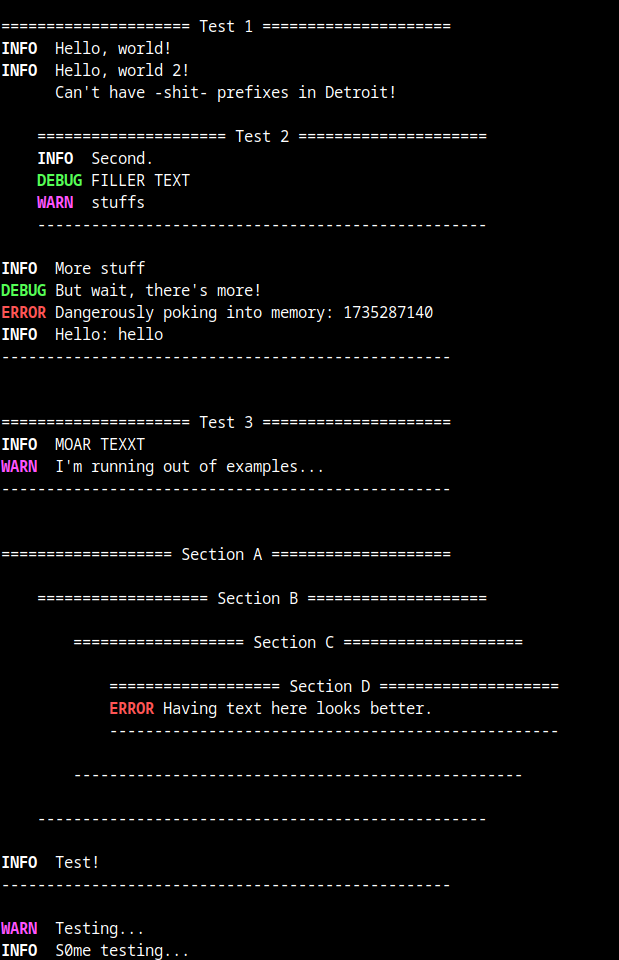 ===================== Test 1 =====================
INFO  Hello, world!
INFO  Hello, world 2!
      Can't have -shit- prefixes in Detroit!
    ===================== Test 2 =====================
    INFO  Second.
    DEBUG FILLER TEXT
    WARN  stuffs
    --------------------------------------------------
INFO  More stuff
DEBUG But wait, there's more!
ERROR Dangerously poking into memory: 1735287140
INFO  Hello: hello
--------------------------------------------------
===================== Test 3 =====================
INFO  MOAR TEXXT
WARN  I'm running out of examples...
--------------------------------------------------
=================== Section A ====================
    =================== Section B ====================
        =================== Section C ====================
            =================== Section D ====================
            ERROR Having text here looks better.
            --------------------------------------------------
        --------------------------------------------------
    --------------------------------------------------
INFO  Test!
--------------------------------------------------
WARN  Testing...
INFO  S0me testing...